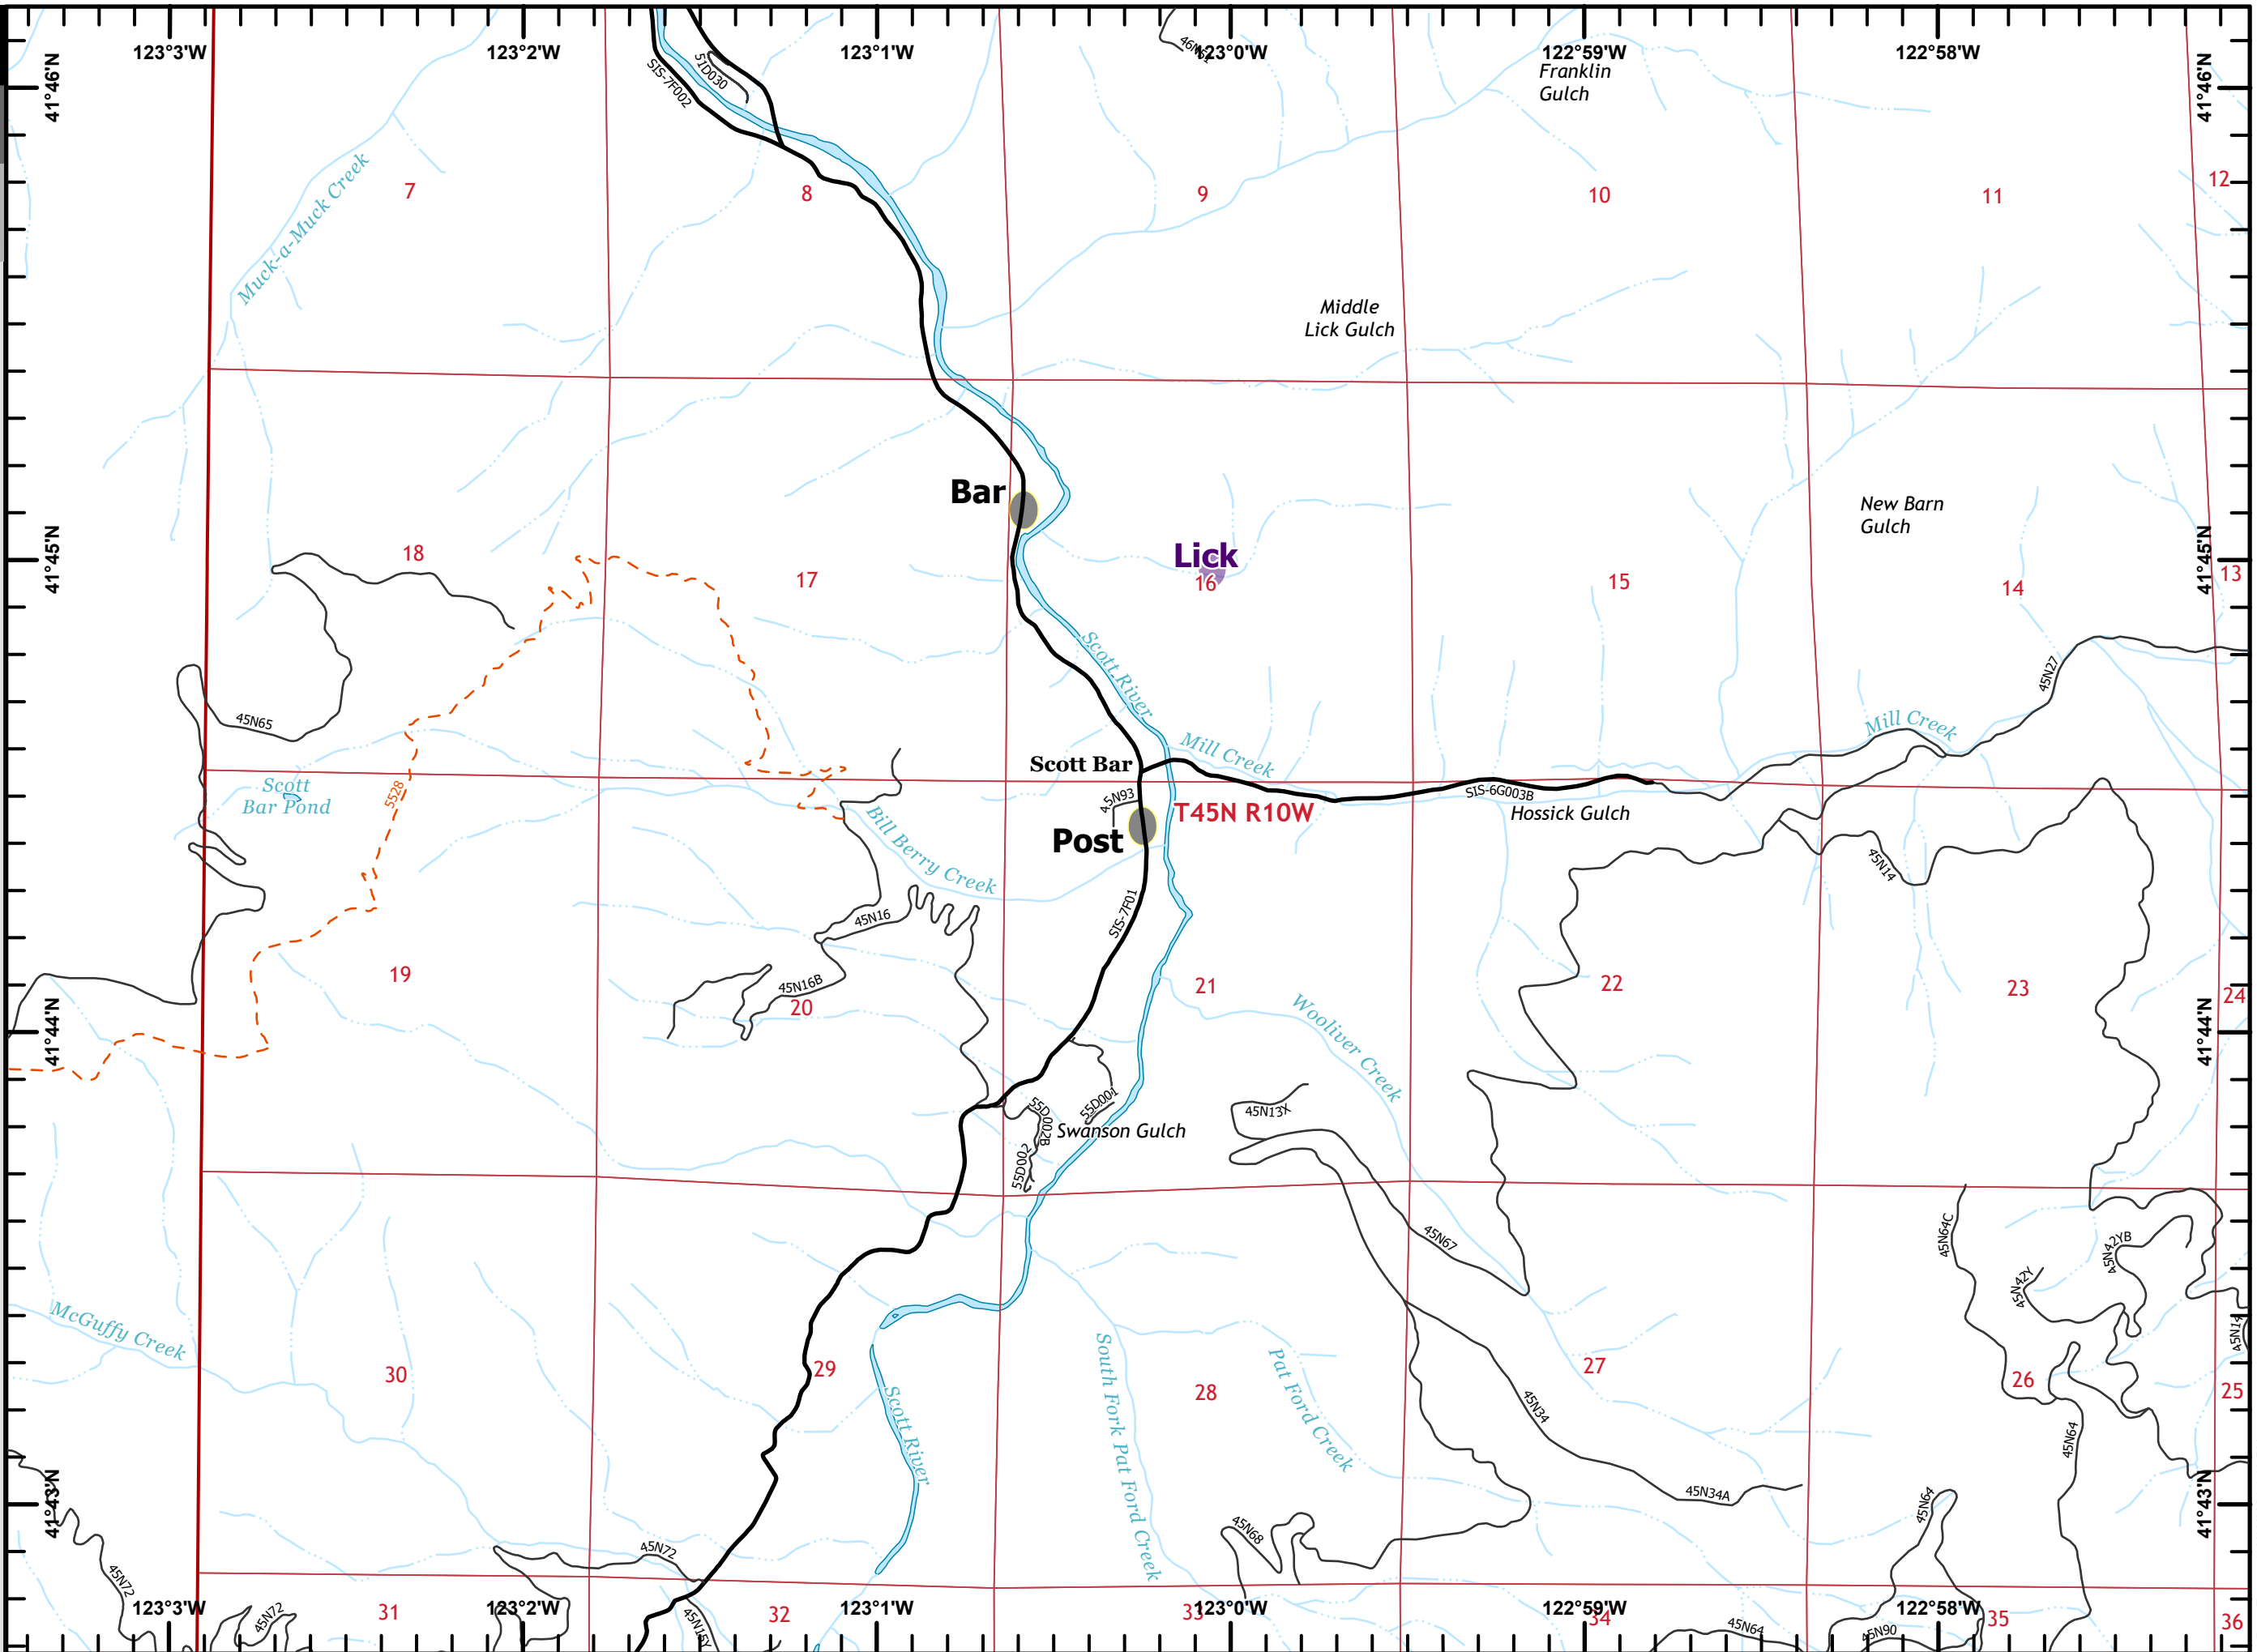 123°3'W
123°2'W
123°1'W
123°0'W
122°59'W
122°58'W
46N61
41°46'N
41°46'N
SIS-7F002
51D030
Franklin
Gulch
Muck-a-Muck Creek
7
8
9
10
11
12
Middle
Lick Gulch
Bar
New Barn
Gulch
41°45'N
41°45'N
Lick
18
17
16
15
14
13
Scott River
45N65
45N27
Mill Creek
Mill Creek
Scott Bar
Scott
Bar Pond
5528
45N93
SIS-6G003B
Hossick Gulch
T45N R10W
Post
Bill Berry Creek
45N14
45N16
SIS-7F01
45N16B
19
20
21
22
23
24
Wooliver Creek
41°44'N
41°44'N
55D002B
55D001
45N13X
Swanson Gulch
55D002
45N67
45N64C
45N42YB
45N42Y
McGuffy Creek
45N14
South Fork Pat Ford Creek
Pat Ford Creek
30
29
28
27
26
25
Scott River
45N34
45N64
45N34A
45N64
41°43'N
41°43'N
45N68
45N72
45N72
45N72
45N15Y
31
32
33
34
35
36
123°3'W
123°2'W
123°1'W
123°0'W
122°59'W
122°58'W
45N64
45N90